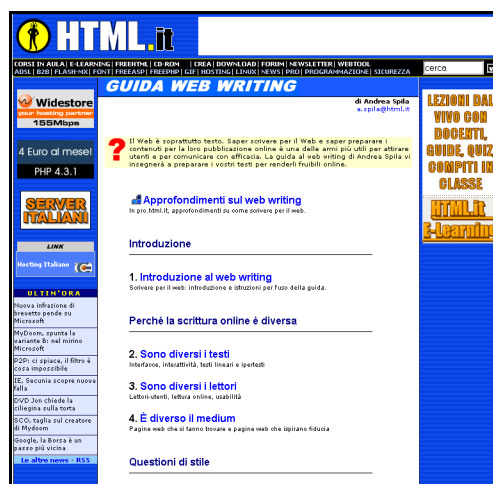 HTML.it
CORSI IN AULA| E-LEARNING| FREEHTML| CD-ROM | CREA| DOWNLOAD| FORUM| NEWSLETTER| WEBTOOL
ADSL | B2B | FLASH-MX| FONT| FREEASP| FREEPHP| GIF| HOSTING| LINUX| NEWS| PRO| PROGRAMMAZIONE| SICUREZZA
cerca
GUIDA WEB WRITING
di Andrea Spila
a.spila@html.it
Il Web è soprattutto testo. Saper scrivere per il Web e saper preparare i
contenuti per la loro pubblicazione online è una delle armi più utili per attirare
utenti e per comunicare con efficacia. La guida al web writing di Andrea Spila vi
insegnerà a preparare i vostri testi per renderli fruibili online.
Approfondimenti sul web writing
In pro.html.it, approfondimenti su come scrivere per il web.
Introduzione
1. Introduzione al web writing
Scrivere per il web: introduzione e istruzioni per l'uso della guida.
Perchè la scrittura online è diversa
2. Sono diversi i testi
Interfacce, interattività, testi lineari e ipertesti
3. Sono diversi i lettori
Lettori-utenti, lettura online, usabilità
4. È diverso il medium
Pagine web che si fanno trovare e pagine web che ispirano fiducia
Questioni di stile
Widestore
your hosting partner
155Mbps
4 Euro al mese!
PHP 4.3.1
SERVER
ITALIANI
LINK
Hosting Italiano
ULTIM'ORA
Nuova infrazione di
brevetto pende su
Microsoft
MyDoom, spunta la
variante B: nel mirino
Microsoft
P2P: ci spiace, il filtro è
cosa impossibile
IE, Secunia scopre nuova
falla
DVD Jon chiede la
ciliegina sulla torta
SCO, taglia sul creatore
di Mydoom
Google, la Borsa è un
passo più vicina
Le altre news - RSS
LEZIONI DAL
VIVO CON
DOCENTI,
GUIDE, QUIZ,
COMPITI IN
CLASSE
HTML.it
E-Learning